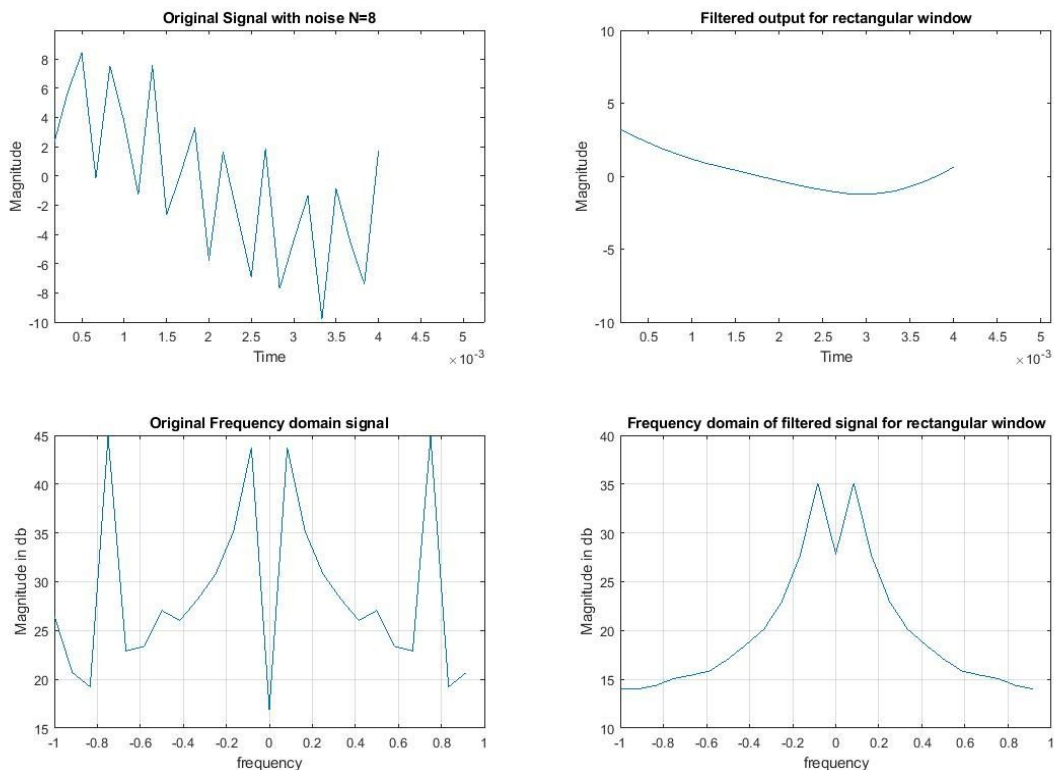 Original Signal with noise N=8
Magnitude
8
6
4
2
0
-2
-4
-6
-8
-10
0.5 1 1.5 2 2.5 3 3.5 4 4.5 5
Time
×10-3
Filtered output for rectangular window
Magnitude
10
5
0
-5
-10
0.5 1 1.5 2 2.5 3 3.5 4 4.5 5
Time
×10-3
Original Frequency domain signal
Magnitude in db
45
40
35
30
25
20
15
-1 -0.8 -0.6 -0.4 -0.2 0 0.2 0.4 0.6 0.8 1
frequency
Frequency domain of filtered signal for rectangular window
Magnitude in db
40
35
30
25
20
15
10
-1 -0.8 -0.6 -0.4 -0.2 0 0.2 0.4 0.6 0.8 1
frequency